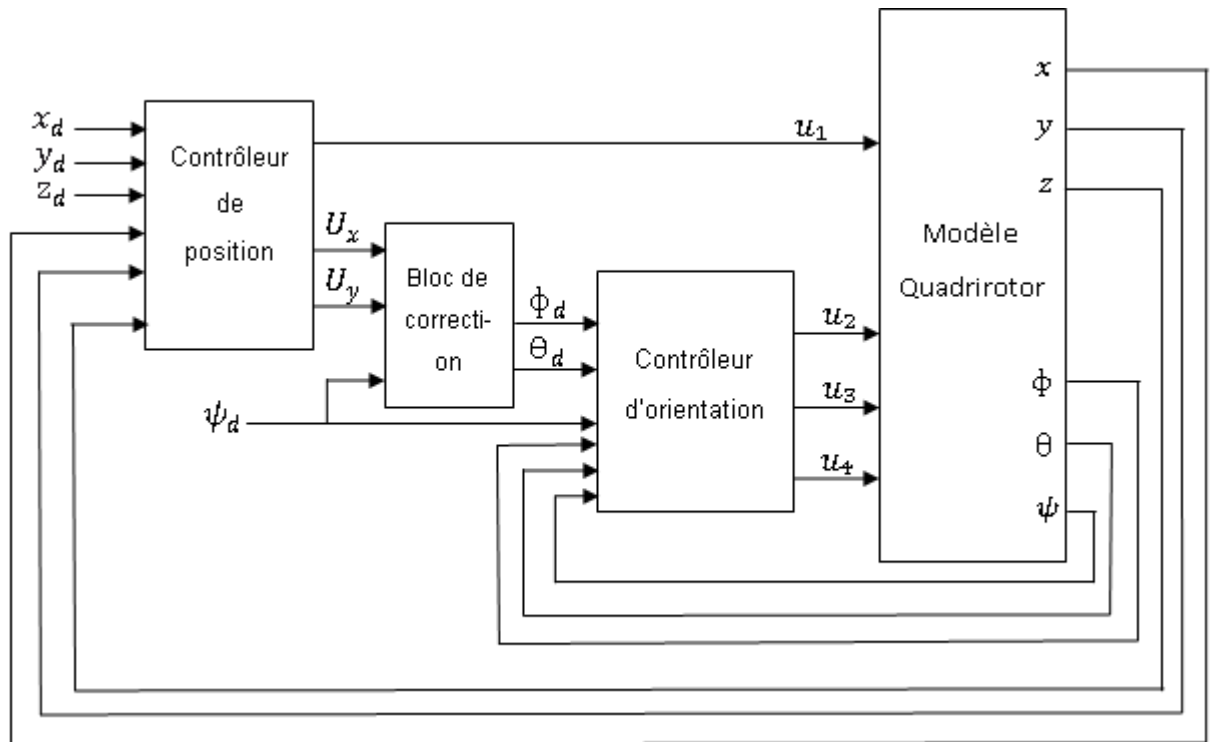 x
x_d
y_d
z_d
Contrôleur
de
position
u_1
y
z
Modèle
Quadrirotor
U_x
U_y
Bloc de
correcti-
on
ϕ_d
θ_d
ψ_d
Contrôleur
d'orientation
u_2
u_3
u_4
ϕ
θ
ψ